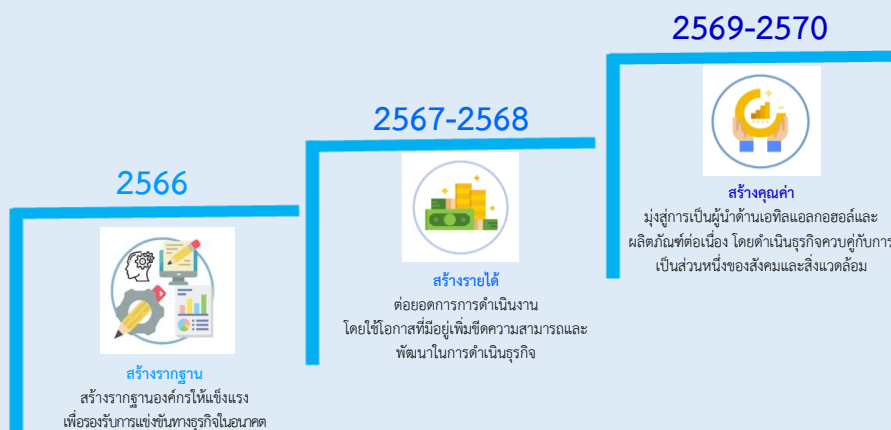 2566
สร้างรากฐาน
สร้างรากฐานองค์กรให้แข็งแรง
เพื่อรองรับการแข่งขันทางธุรกิจในอนาคต
2567-2568
สร้างรายได้
ต่อยอดการการดำเนินงาน
โดยใช้โอกาสที่มีอยู่เพิ่มขีดความสามารถและ
พัฒนาในการดำเนินธุรกิจ
2569-2570
สร้างคุณค่า
มุ่งสู่การเป็นผู้นำด้านเอทิลแอลกอฮอล์และ
ผลิตภัณฑ์ต่อเนื่อง โดยดำเนินธุรกิจควบคู่กับการ
เป็นส่วนหนึ่งของสังคมและสิ่งแวดล้อม